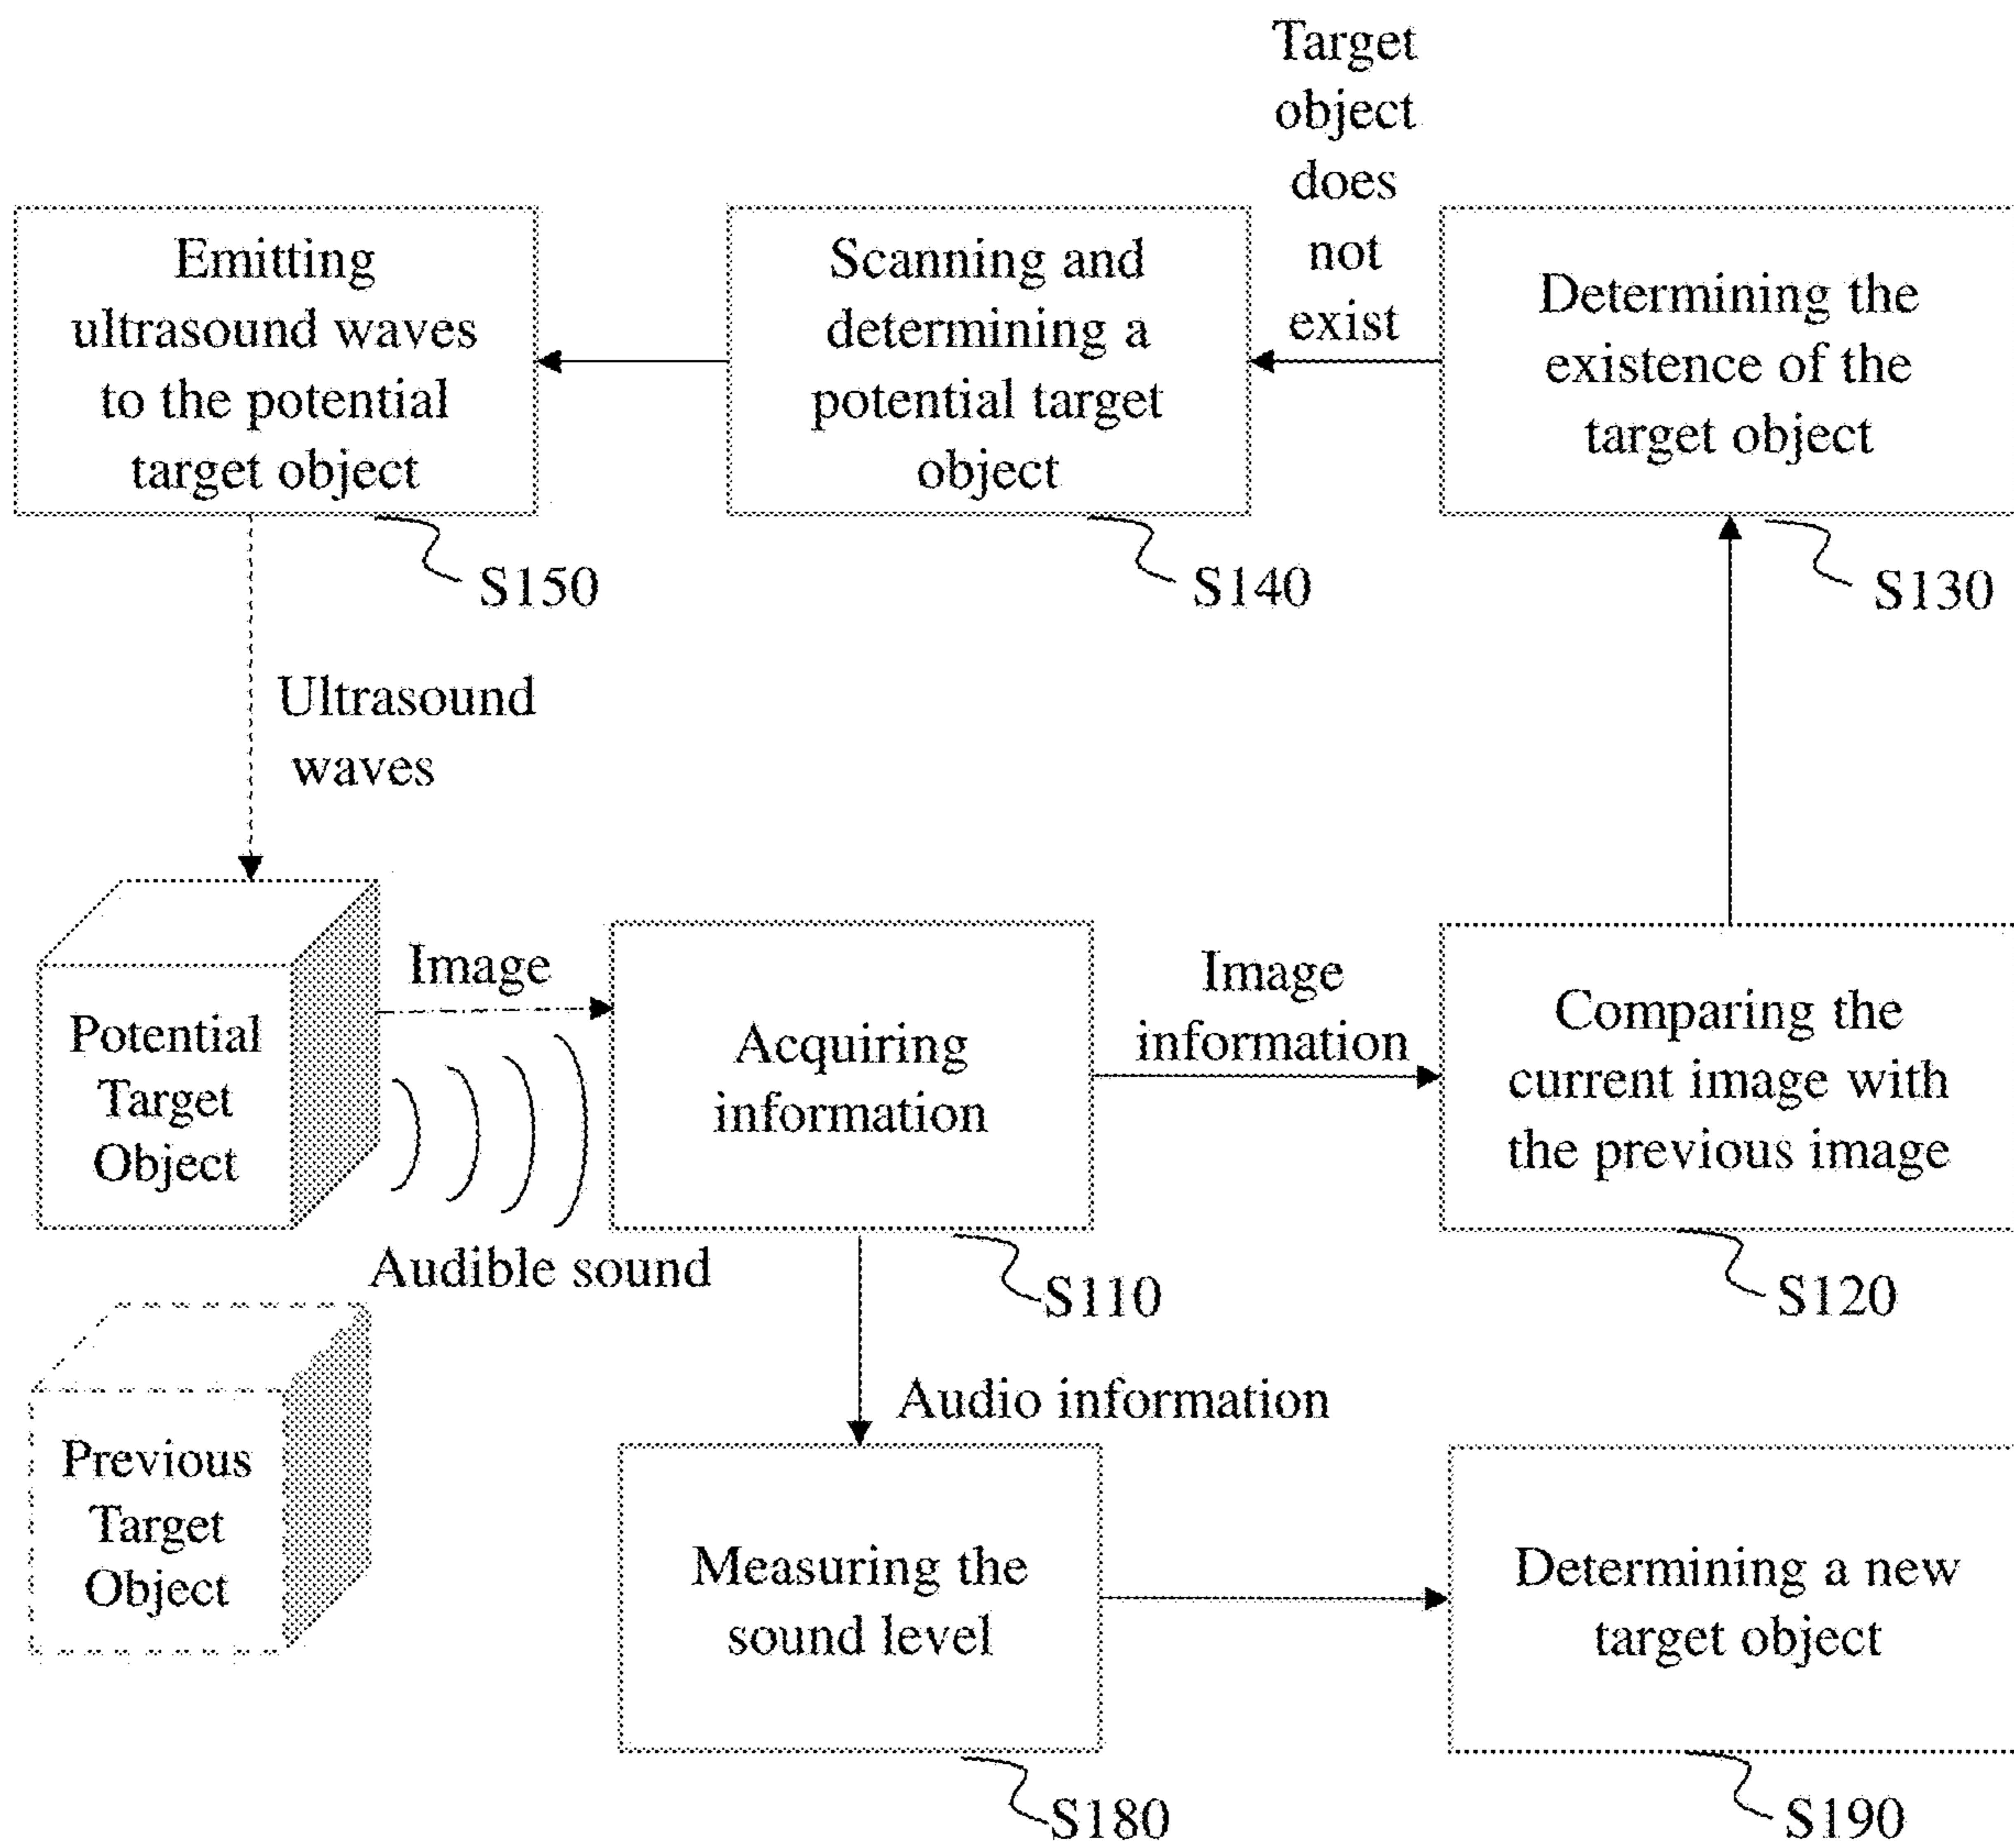 Target
object
does
not
exist
Emitting
ultrasound waves
to the potential
target object
S150
Scanning and
determining a
potential target
object
S140
Determining the
existence of the
target object
S130
Ultrasound
waves
Potential
Target
Object
Image
Audible sound
Acquiring
information
S110
Image
information
Comparing the
current image with
the previous image
S120
Audio information
Previous
Target
Object
Measuring the
sound level
S180
Determining a new
target object
S190